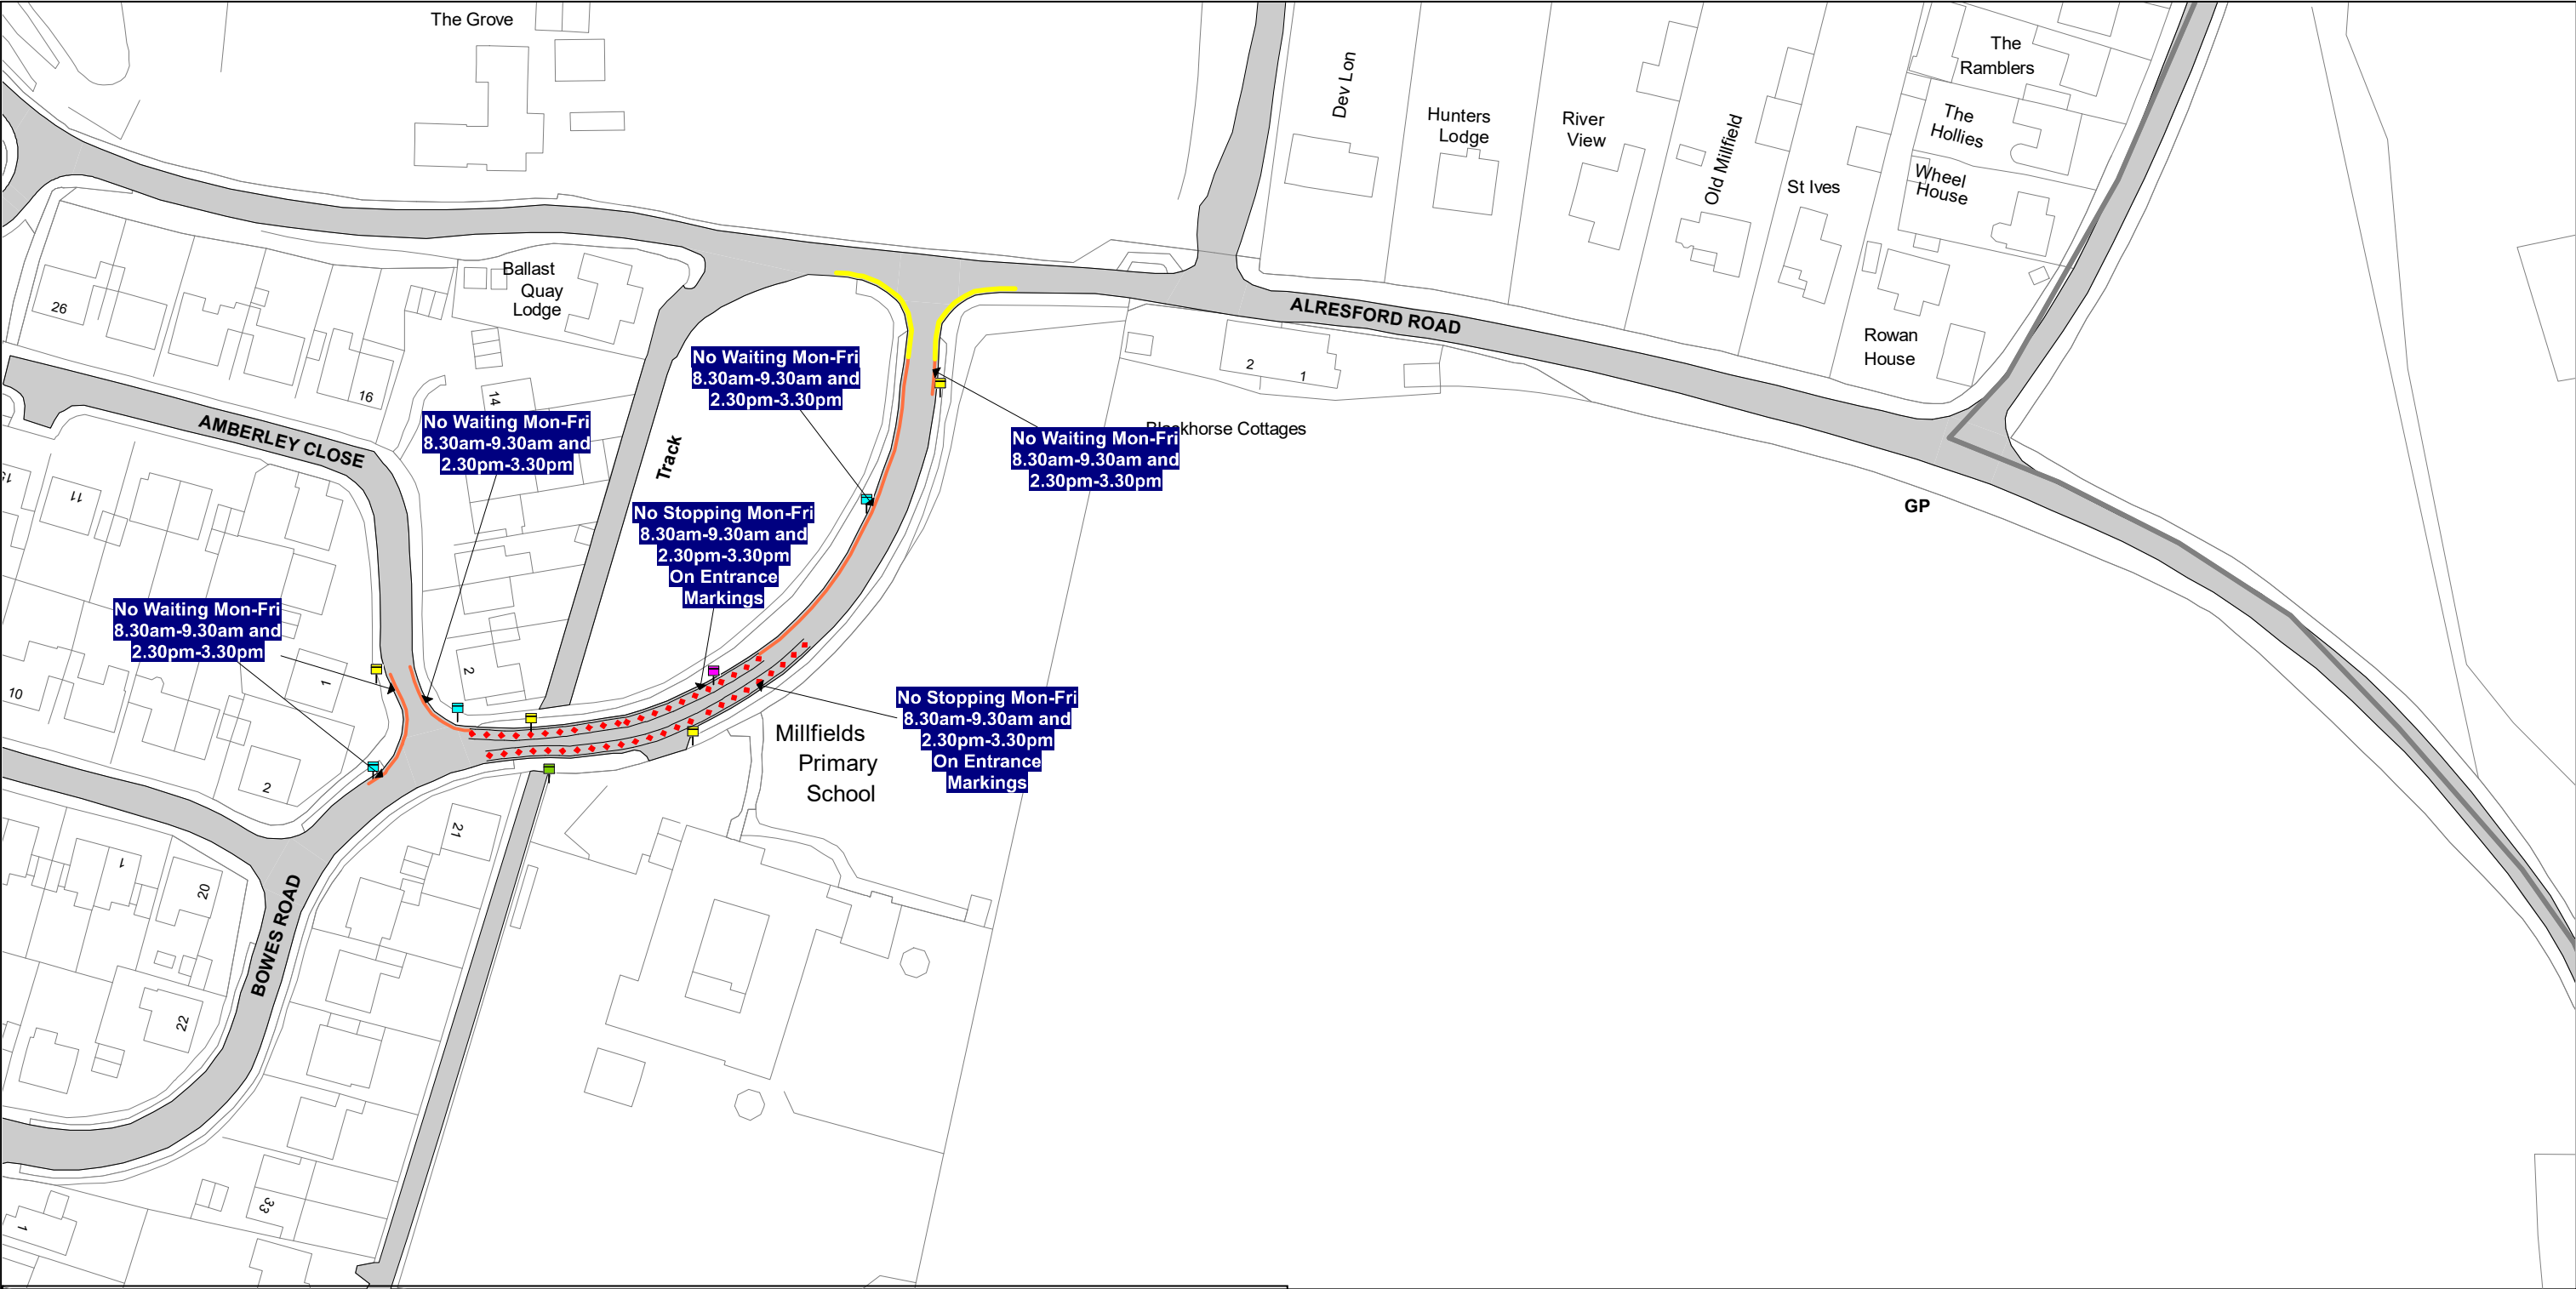 The Grove
The
Ramblers
Dev Lon
Hunters
Lodge
River
View
Old Millfield
St Ives
The
Hollies
Wheel
House
Rowan
House
Ballast
Quay
Lodge
26
16
14
ALRESFORD ROAD
2
1
AMBERLEY CLOSE
11
Track
No Waiting Mon-Fri
8.30am-9.30am and
2.30pm-3.30pm
No Waiting Mon-Fri
8.30am-9.30am and
2.30pm-3.30pm
khorse Cottages
No Waiting Mon-Fri
8.30am-9.30am and
2.30pm-3.30pm
GP
No Stopping Mon-Fri
8.30am-9.30am and
2.30pm-3.30pm
On Entrance
Markings
No Waiting Mon-Fri
8.30am-9.30am and
2.30pm-3.30pm
10
1
2
2
No Stopping Mon-Fri
8.30am-9.30am and
2.30pm-3.30pm
On Entrance
Markings
Millfields
Primary
School
21
1
20
BOWES ROAD
22
33
1